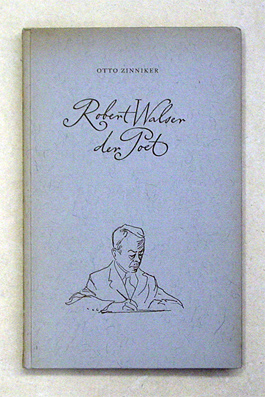 OTTO ZINNIKER
Robert Walser
der Poet